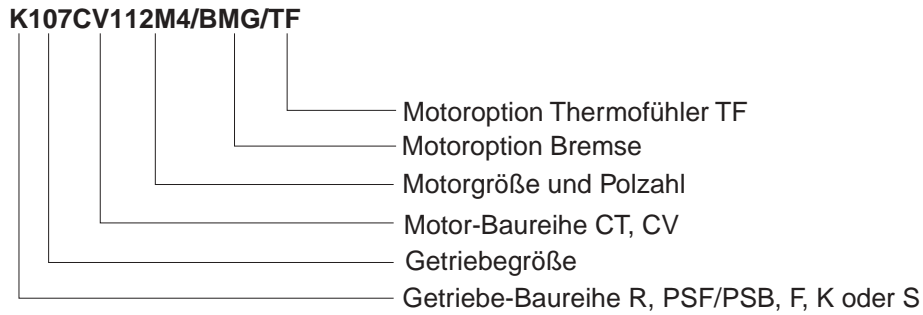 K107CV112M4/BMG/TF
Motoroption Thermofühler TF
Motoroption Bremse
Motorgröße und Polzahl
Motor-Baureihe CT, CV
Getriebegröße
Getriebe-Baureihe R, PSF/PSB, F, K oder S